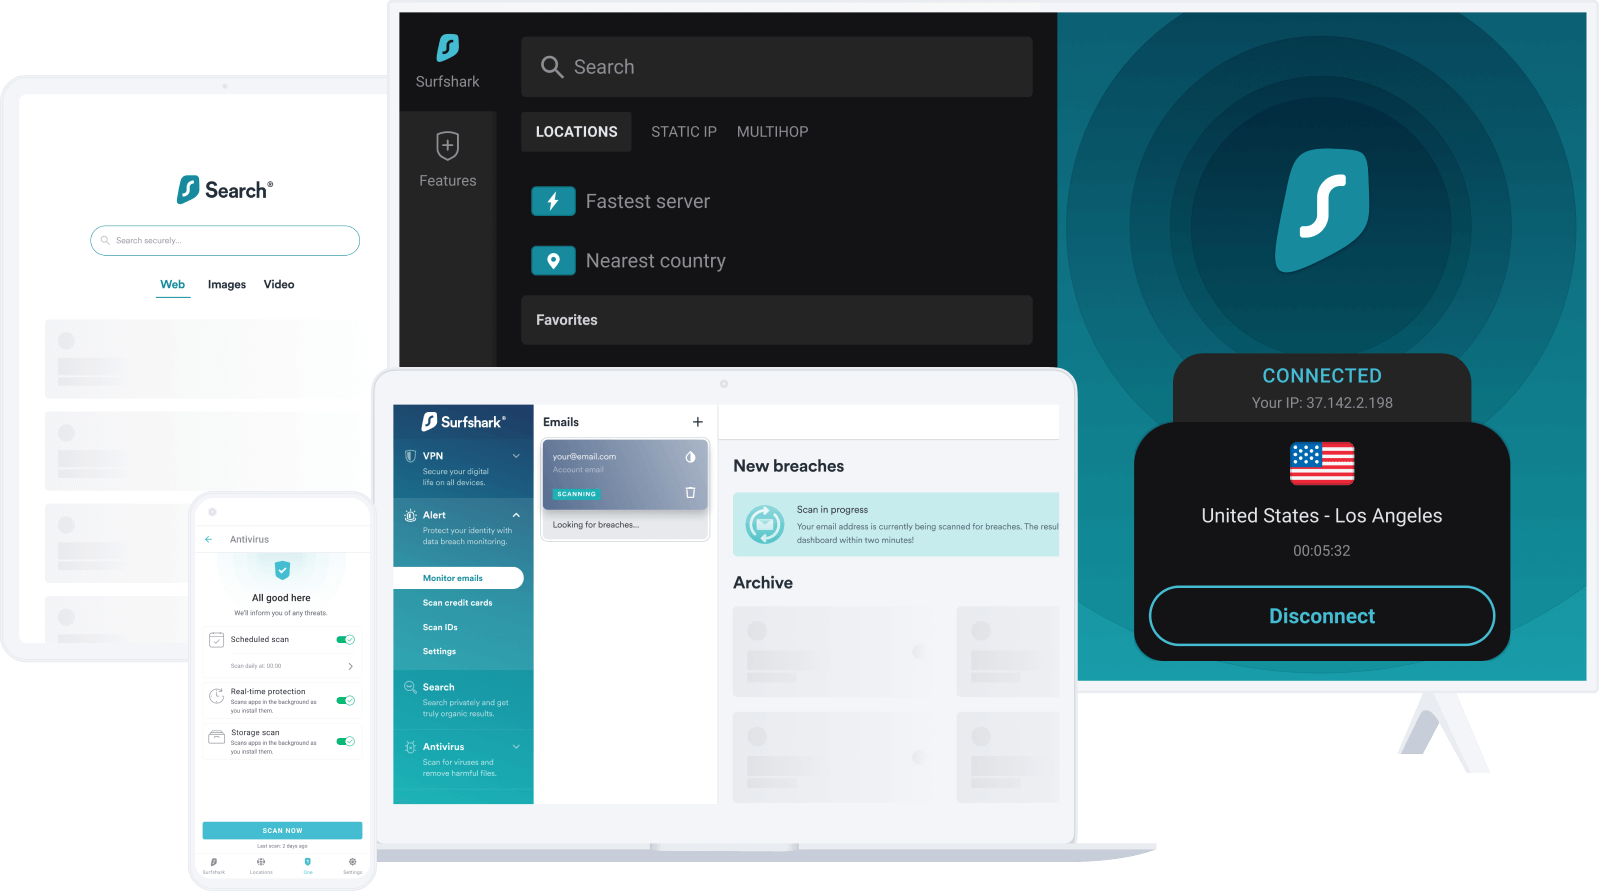 Search®
Search securely...
Web Images Video
Surfshark
Features
Search
LOCATIONS STATIC IP MULTIHOP
Fastest server
Nearest country
Favorites
CONNECTED
Your IP: 37.142.2.198
United States - Los Angeles
00:05:32
Disconnect
Surfshark®
VPN
Secure your digital
life on all devices.
Alert
Protect your identity with
data breach monitoring.
Monitor emails
Scan credit cards
Scan IDs
Settings
Search
Search privately and get
truly organic results.
Antivirus
Scan for viruses and
remove harmful files.
Emails
your@email.com
Account email
SCANNING
Looking for breaches...
New breaches
Scan in progress
Your email address is currently being scanned for breaches. The resul
dashboard within two minutes!
Archive
Antivirus
All good here
We'll inform you of any threats.
Scheduled scan
Scan daily at: 00:00
Real-time protection
Scans apps in the background as
you install them.
Storage scan
Scans apps in the background as
you install them.
SCAN NOW
Last scan: 2 days ago
Surfshark Locations One Settings